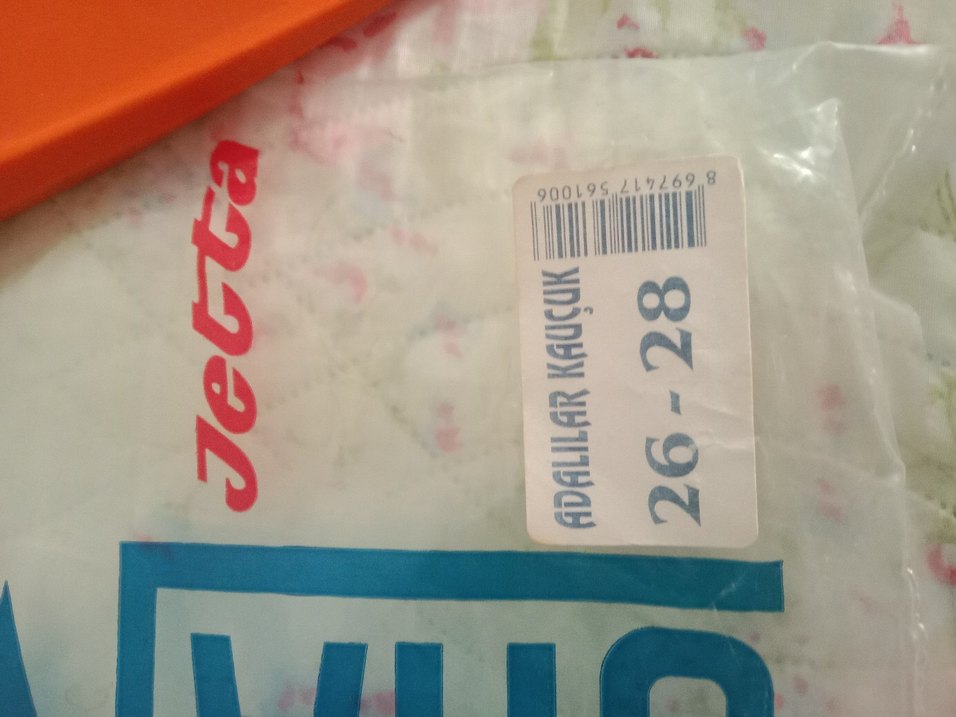 Jetta
ADALILAR KAUÇUK
26 - 28
8 697417 561006